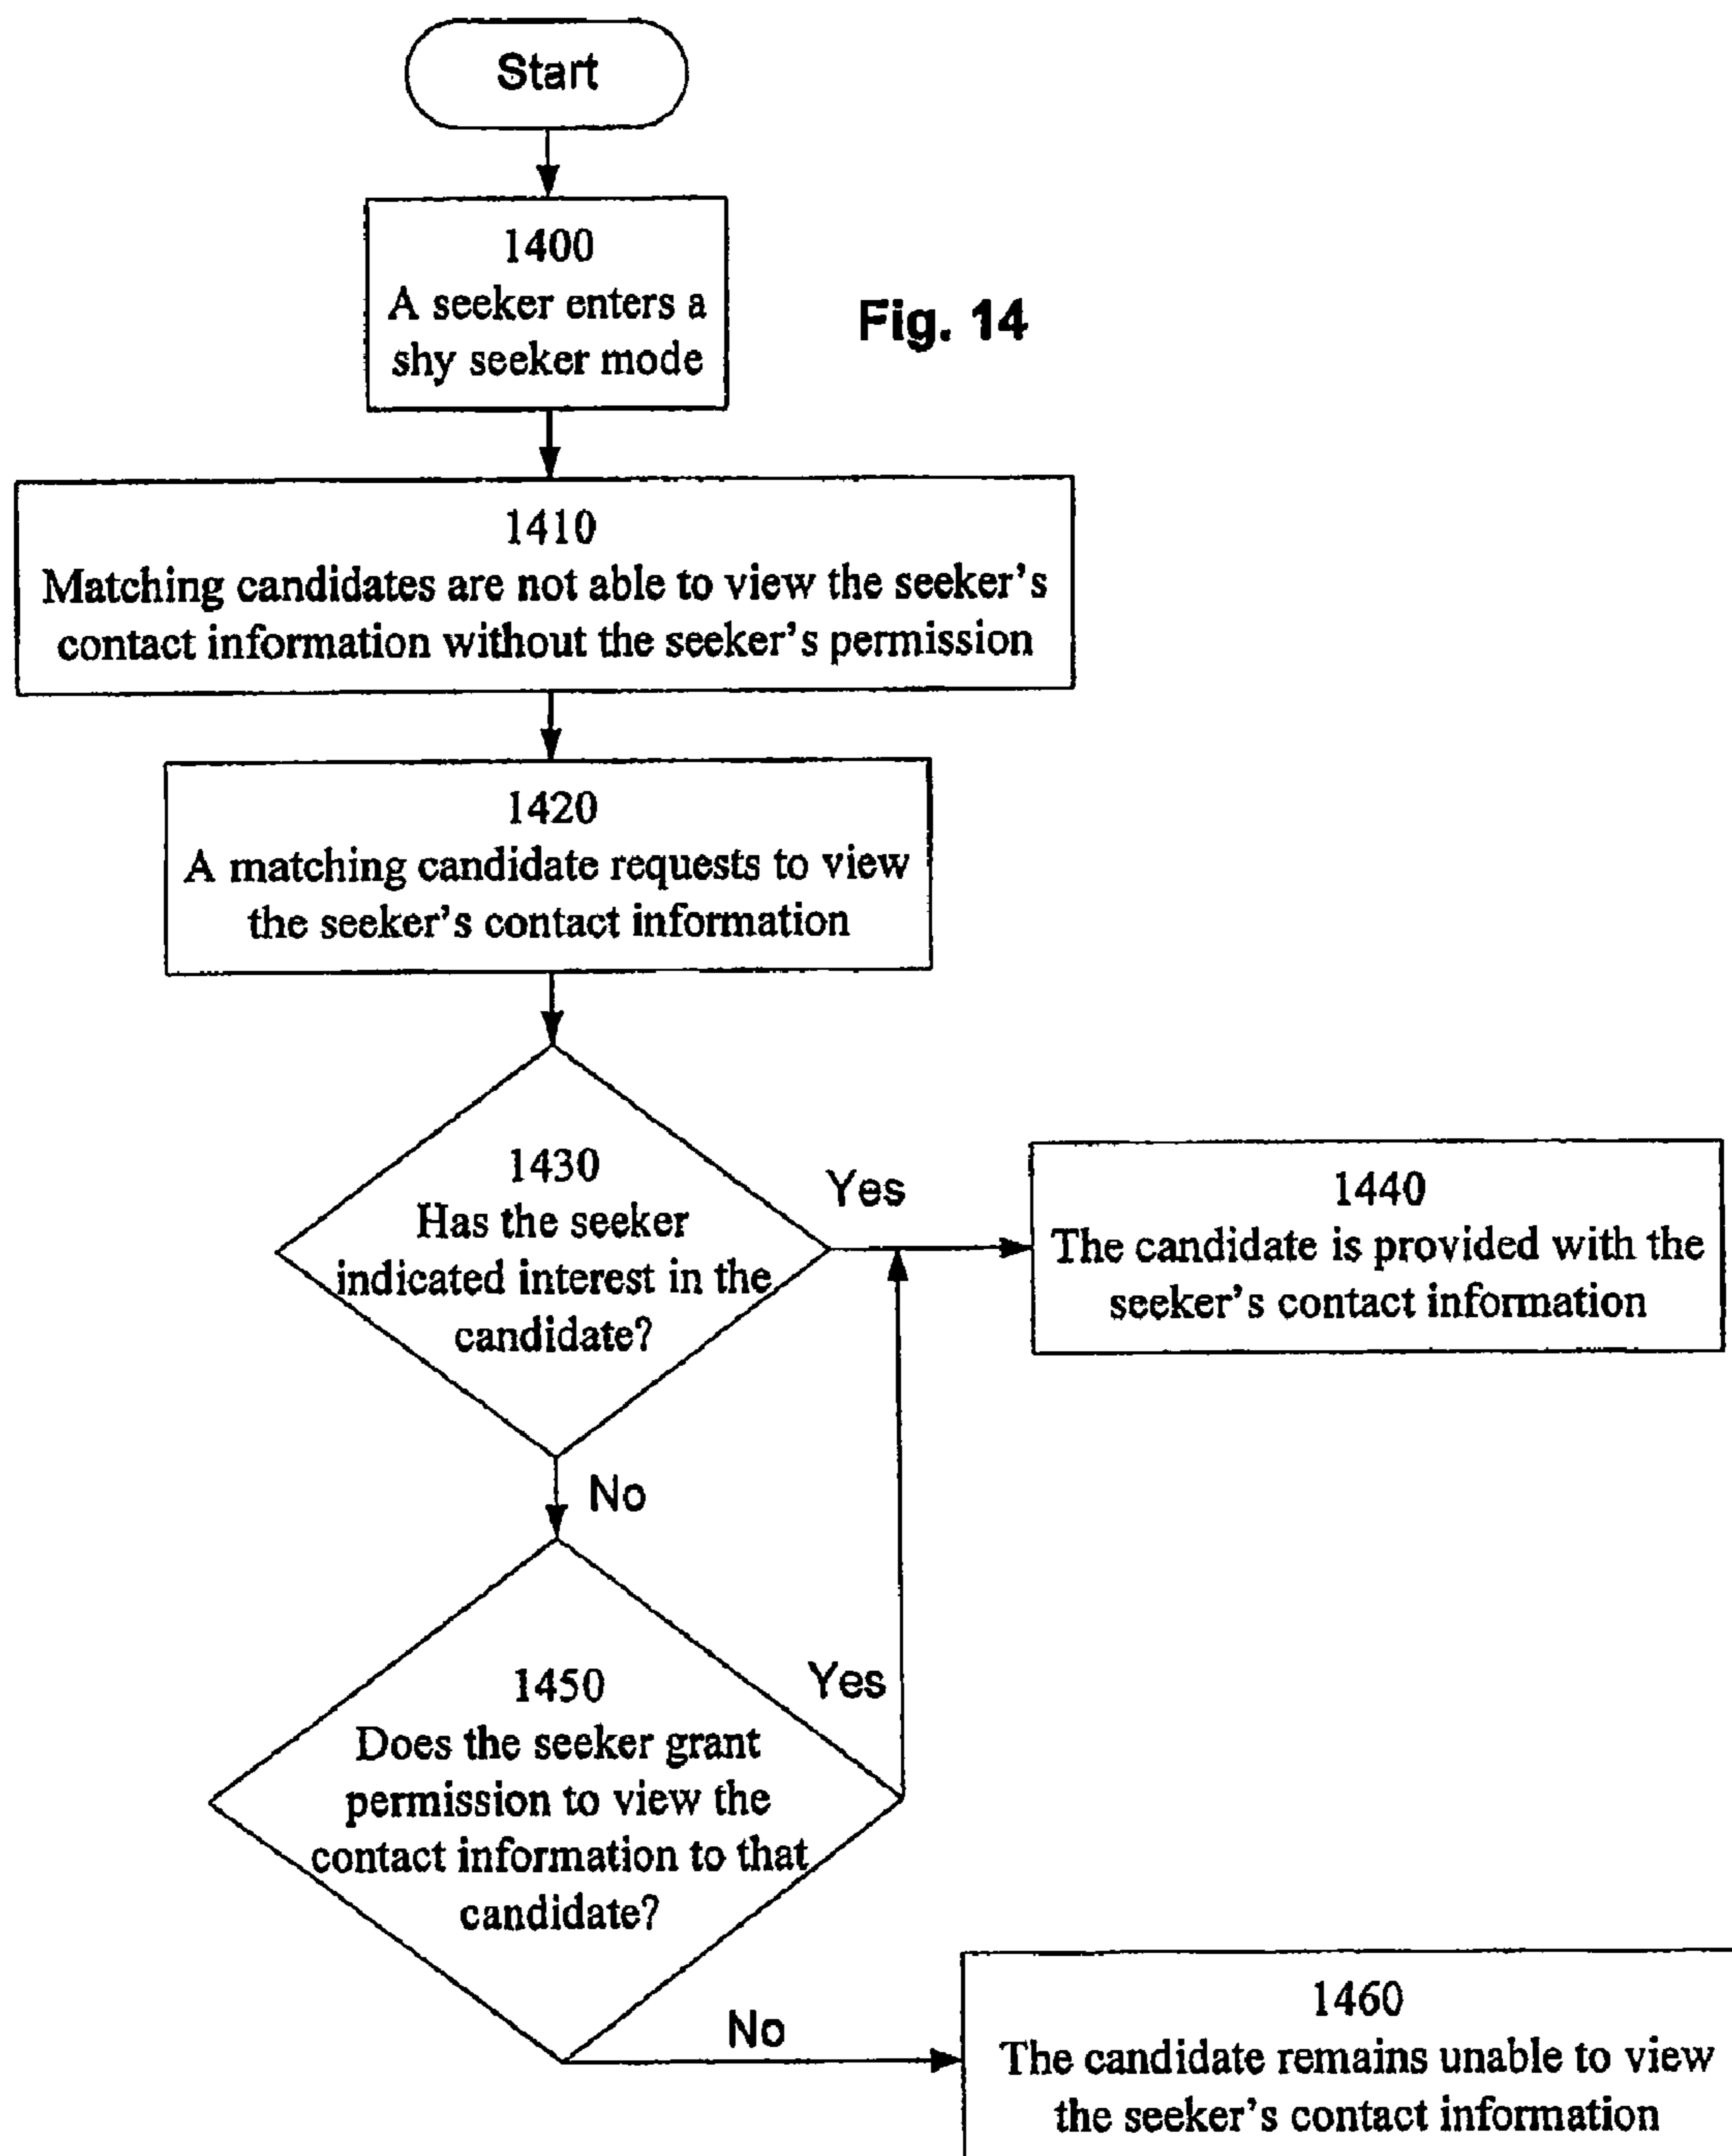 Start
1400
A seeker enters a
shy seeker mode
Fig. 14
1410
Matching candidates are not able to view the seeker's
contact information without the seeker's permission
1420
A matching candidate requests to view
the seeker's contact information
1430
Has the seeker
indicated interest in the
candidate?
Yes
1440
The candidate is provided with the
seeker's contact information
No
1450
Does the seeker grant
permission to view the
contact information to that
candidate?
Yes
No
1460
The candidate remains unable to view
the seeker's contact information